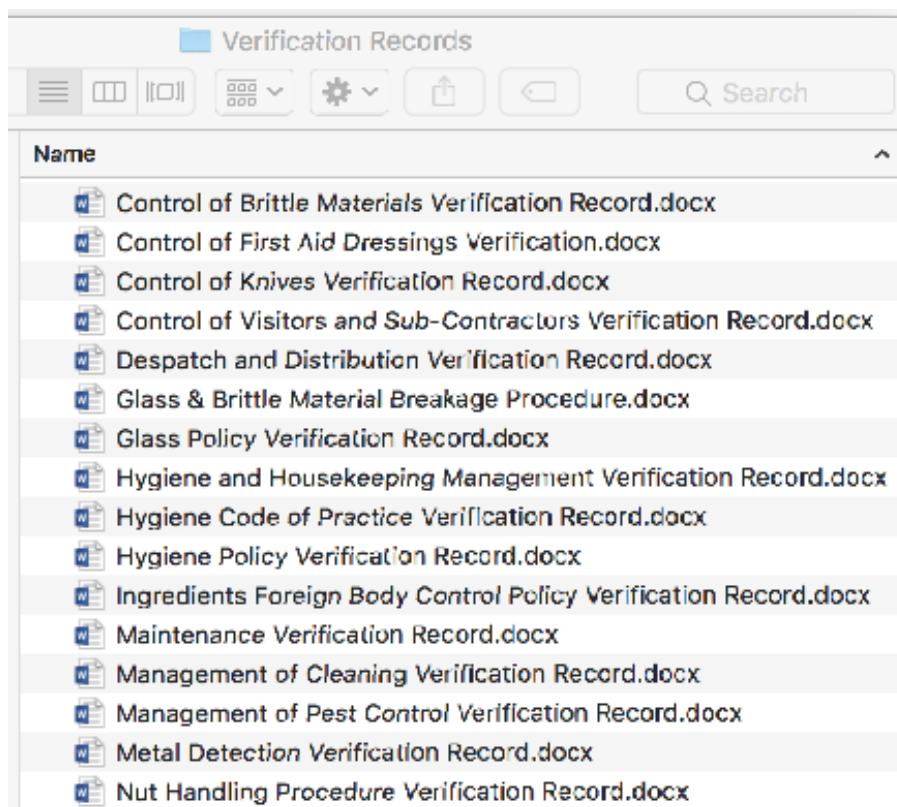 Verification Records
Search
Name
Control of Brittle Materials Verification Record.docx
Control of First Aid Dressings Verification.docx
Control of Knives Verification Record.docx
Control of Visitors and Sub-Contractors Verification Record.docx
Despatch and Distribution Verification Record.docx
Glass & Brittle Material Breakage Procedure.docx
Glass Policy Verification Record.docx
Hygiene and Housekeeping Management Verification Record.docx
Hygiene Code of Practice Verification Record.docx
Hygiene Policy Verification Record.docx
Ingredients Foreign Body Control Policy Verification Record.docx
Maintenance Verification Record.docx
Management of Cleaning Verification Record.docx
Management of Pest Control Verification Record.docx
Metal Detection Verification Record.docx
Nut Handling Procedure Verification Record.docx